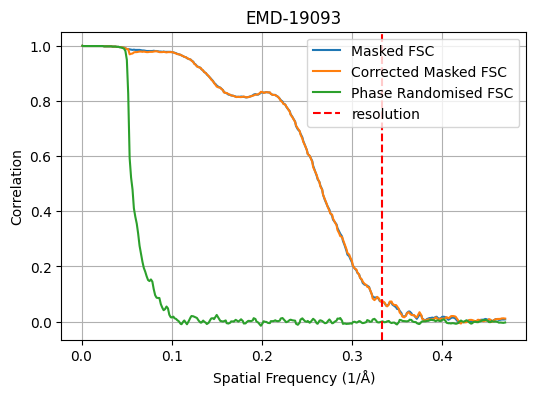 EMD-19093
Masked FSC
Corrected Masked FSC
Phase Randomised FSC
resolution
Correlation
1.0
0.8
0.6
0.4
0.2
0.0
0.0 0.1 0.2 0.3 0.4
Spatial Frequency (1/Å)